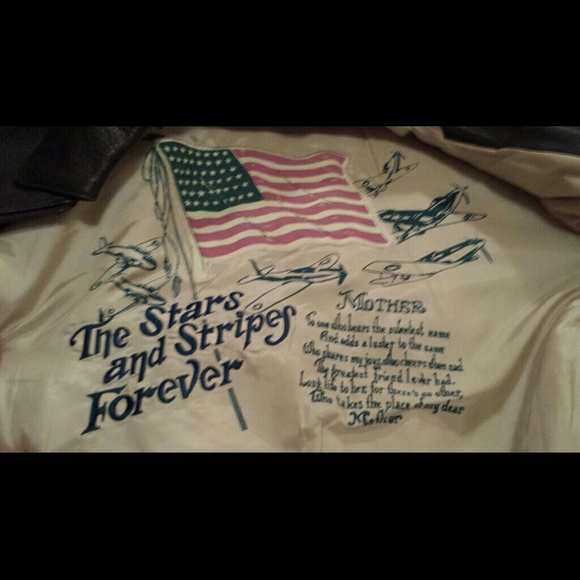 The Stars
and Stripes
Forever
MOTHER
To one who bears the sweetest name
And adds a luster to the same
Who shares my joys, who cheers when sad
The greatest friend I ever had.
Long life to her, for there's no other,
Who takes the place of my dear
Mother